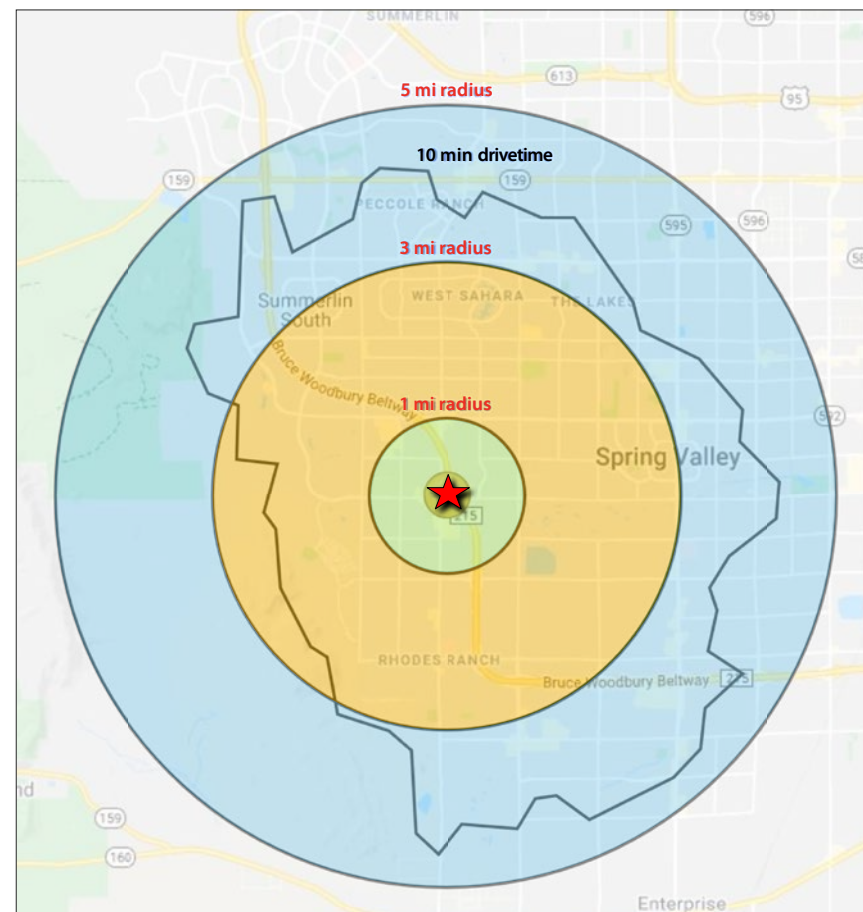 SUMMERLIN
596
613
5 mi radius
95
10 min drivetime
159
159
PECCOLE RANCH
595
596
3 mi radius
Summerlin
South
WEST SAHARA
THE LAKES
Bruce Woodbury Beltway
1 mi radius
592
Spring Valley
215
RHODES RANCH
Bruce Woodbury Beltway
215
159
160
Enterprise